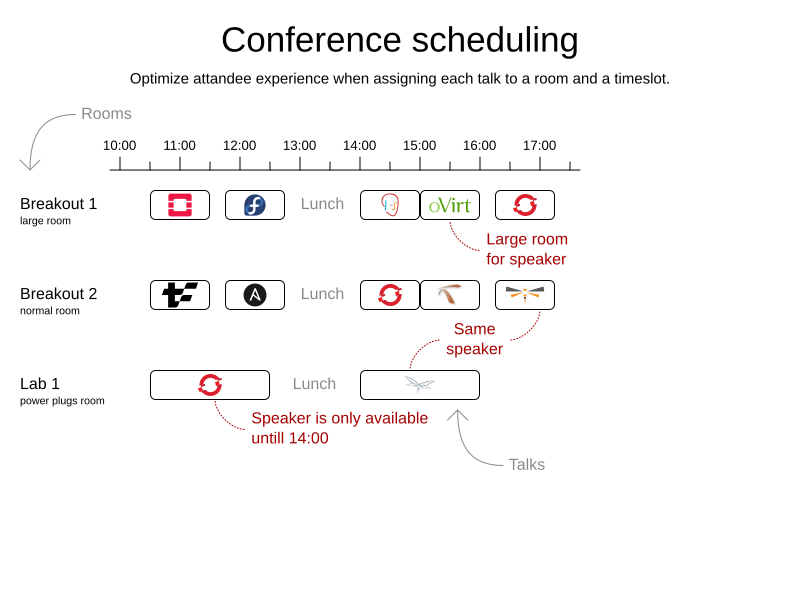 Conference scheduling
Optimize attandee experience when assigning each talk to a room and a timeslot.
Rooms
10:00 11:00 12:00 13:00 14:00 15:00 16:00 17:00
Breakout 1 Lunch oVirt
large room
Large room
for speaker
Breakout 2 Lunch
normal room
Same
speaker
Lab 1 Lunch
power plugs room
Speaker is only available
untill 14:00
Talks